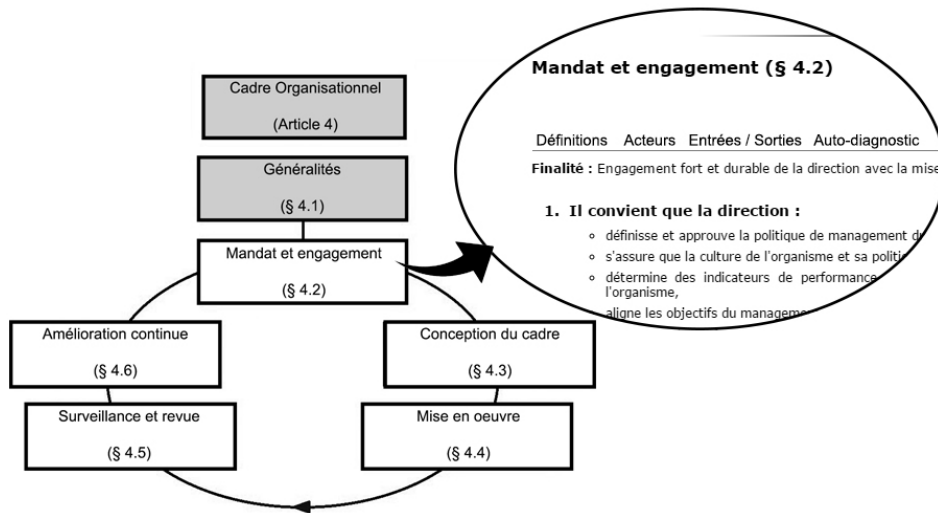 Cadre Organisationnel
(Article 4)
Généralités
(§ 4.1)
Mandat et engagement
(§ 4.2)
Amélioration continue
(§ 4.6)
Conception du cadre
(§ 4.3)
Surveillance et revue
(§ 4.5)
Mise en oeuvre
(§ 4.4)
Mandat et engagement (§ 4.2)
Définitions Acteurs Entrées / Sorties Auto-diagnostic
Finalité : Engagement fort et durable de la direction avec la mise
1. Il convient que la direction :
définisse et approuve la politique de management
s'assure que la culture de l'organisme et sa
détermine des indicateurs de performance
l'organisme,
aligne les objectifs du